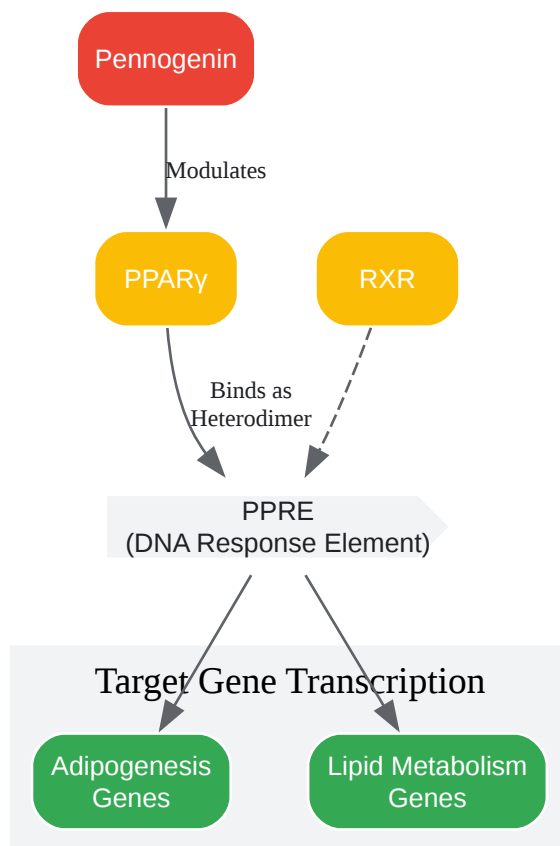 Pennogenin
Modulates
PPARγ
RXR
Binds as
Heterodimer
PPRE
(DNA Response Element)
Target Gene Transcription
Adipogenesis
Genes
Lipid Metabolism
Genes